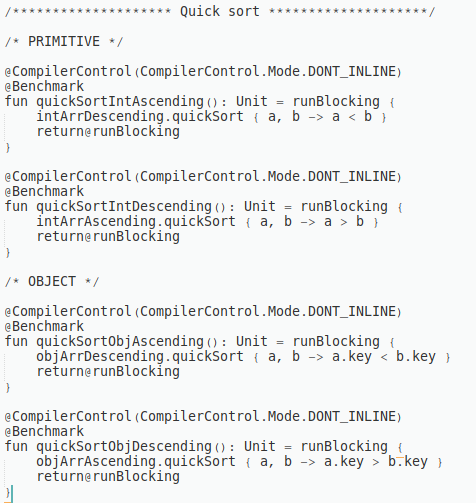 /******************** Quick sort ********************/
/* PRIMITIVE */
@CompilerControl(CompilerControl.Mode.DONT_INLINE)
@Benchmark
fun quickSortIntAscending(): Unit = runBlocking {
    intArrDescending.quickSort { a, b -> a < b }
    return@runBlocking
}
@CompilerControl(CompilerControl.Mode.DONT_INLINE)
@Benchmark
fun quickSortIntDescending(): Unit = runBlocking {
    intArrAscending.quickSort { a, b -> a > b }
    return@runBlocking
}
/* OBJECT */
@CompilerControl(CompilerControl.Mode.DONT_INLINE)
@Benchmark
fun quickSortObjAscending(): Unit = runBlocking {
    objArrDescending.quickSort { a, b -> a.key < b.key }
    return@runBlocking
}
@CompilerControl(CompilerControl.Mode.DONT_INLINE)
@Benchmark
fun quickSortObjDescending(): Unit = runBlocking {
    objArrAscending.quickSort { a, b -> a.key > b.key }
    return@runBlocking
}